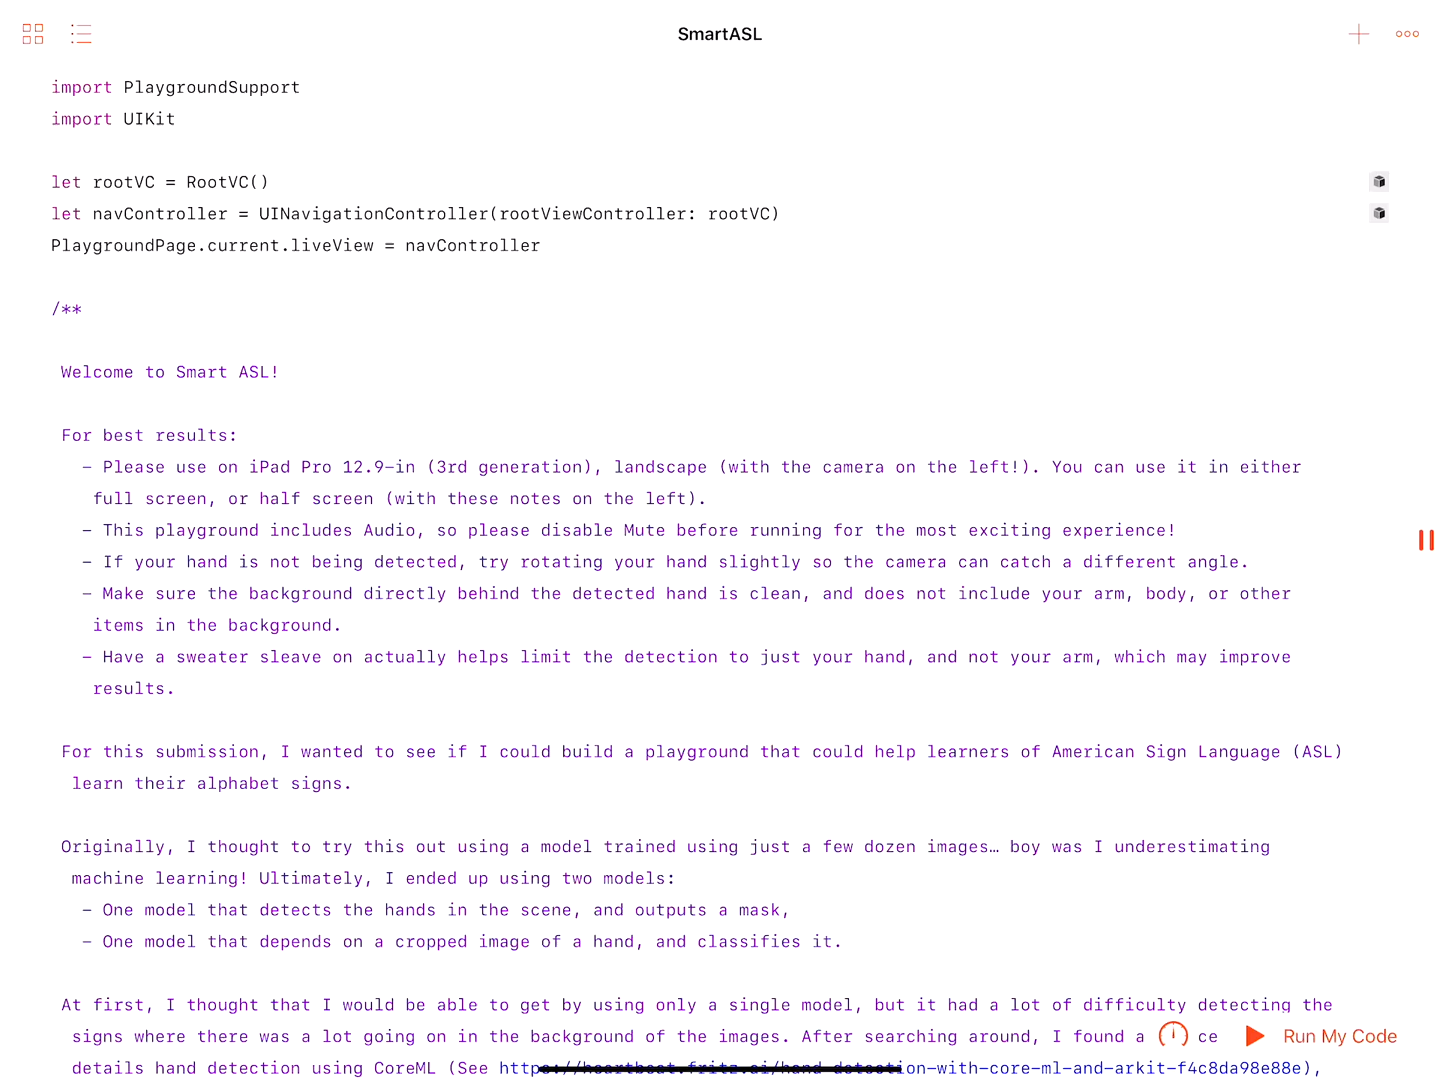 SmartASL
import PlaygroundSupport
import UIKit
let rootVC = RootVC()
let navController = UINavigationController(rootViewController: rootVC)
PlaygroundPage.current.liveView = navController
/**
Welcome to Smart ASL!
For best results:
– Please use on iPad Pro 12.9-in (3rd generation), landscape (with the camera on the left!). You can use it in either
full screen, or half screen (with these notes on the left).
– This playground includes Audio, so please disable Mute before running for the most exciting experience!
– If your hand is not being detected, try rotating your hand slightly so the camera can catch a different angle.
– Make sure the background directly behind the detected hand is clean, and does not include your arm, body, or other
items in the background.
– Have a sweater sleave on actually helps limit the detection to just your hand, and not your arm, which may improve
results.
For this submission, I wanted to see if I could build a playground that could help learners of American Sign Language (ASL)
learn their alphabet signs.
Originally, I thought to try this out using a model trained using just a few dozen images… boy was I underestimating
machine learning! Ultimately, I ended up using two models:
– One model that detects the hands in the scene, and outputs a mask,
– One model that depends on a cropped image of a hand, and classifies it.
At first, I thought that I would be able to get by using only a single model, but it had a lot of difficulty detecting the
signs where there was a lot going on in the background of the images. After searching around, I found a ce
Run My Code
details hand detection using CoreML (See https://heartbeat.fritz.ai/hand-detection-with-core-ml-and-arkit-f4c8da98e88e),